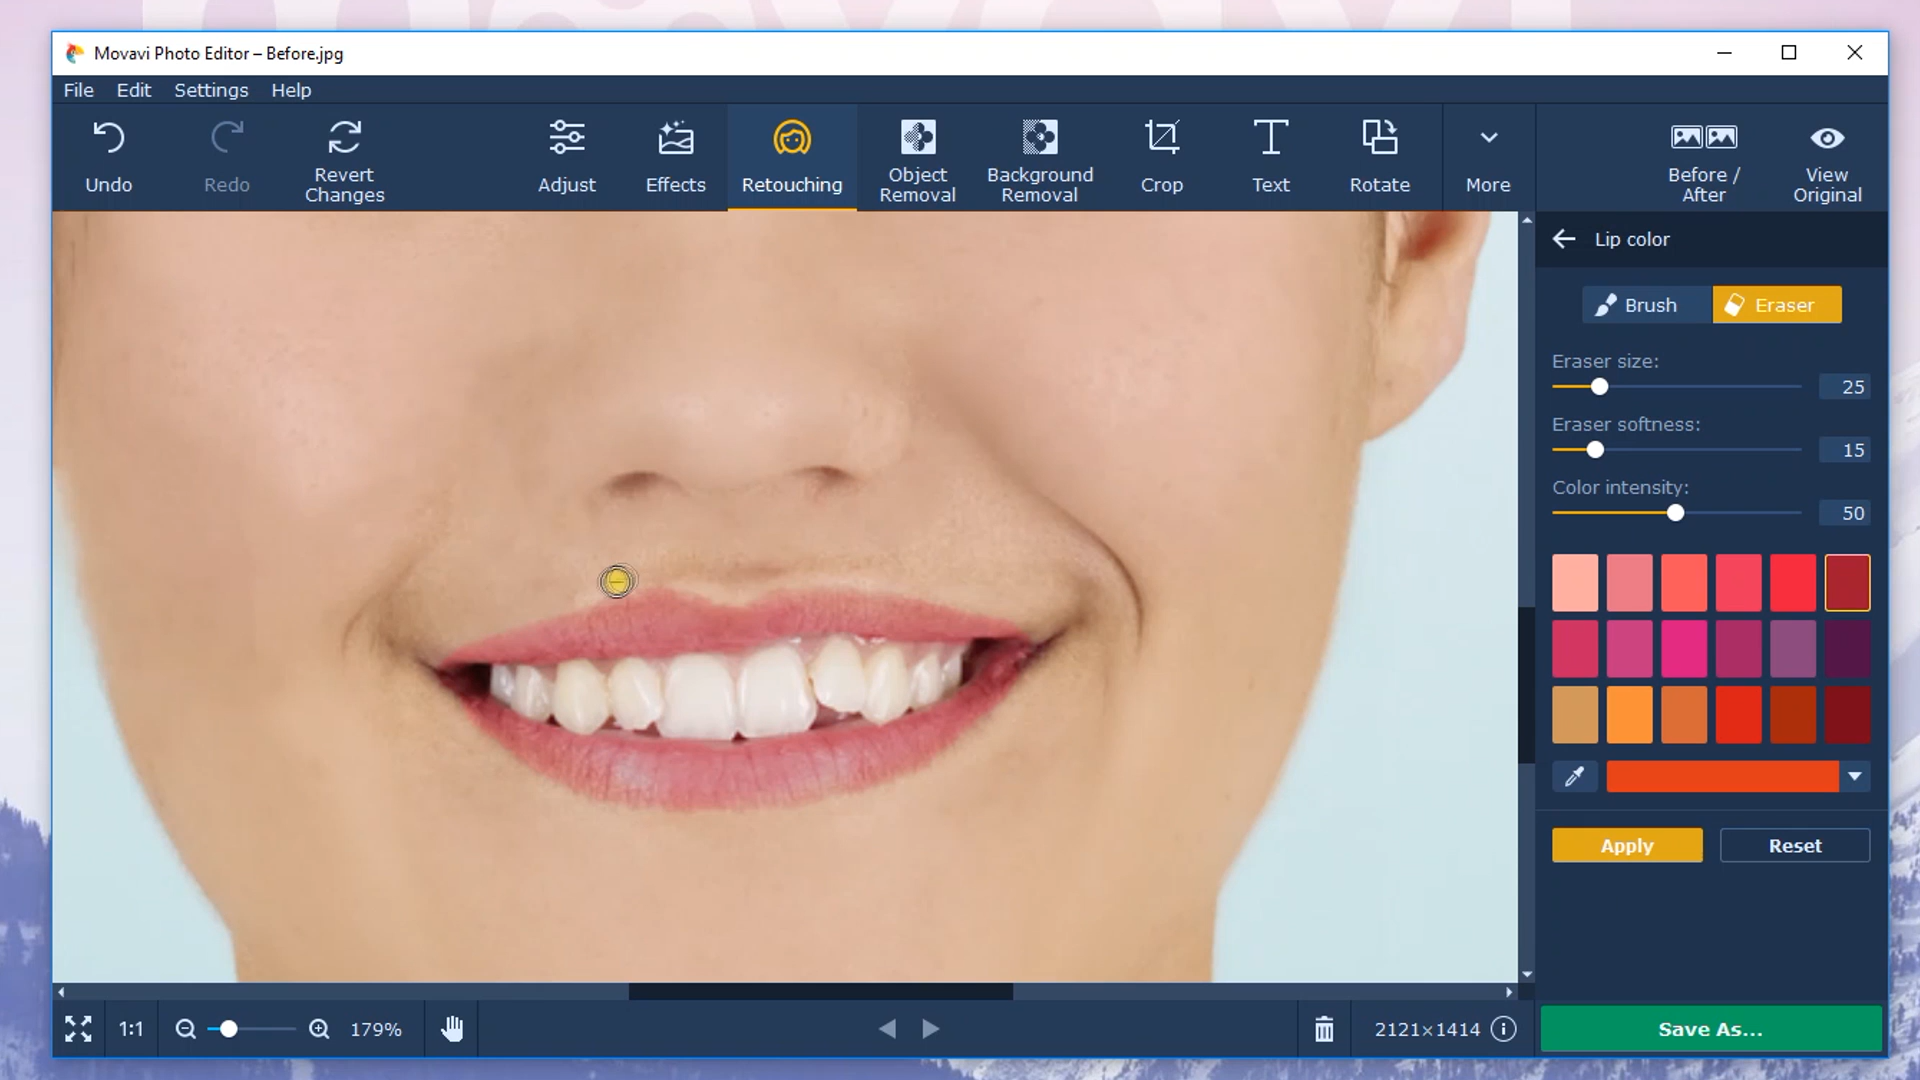 Movavi Photo Editor – Before.jpg
File Edit Settings Help
Undo
Redo
Revert
Changes
Adjust
Effects
Retouching
Object
Removal
Background
Removal
Crop
Text
Rotate
More
Before /
After
View
Original
Lip color
Brush
Eraser
Eraser size:
25
Eraser softness:
15
Color intensity:
50
Apply
Reset
1:1
179%
2121×1414
Save As...